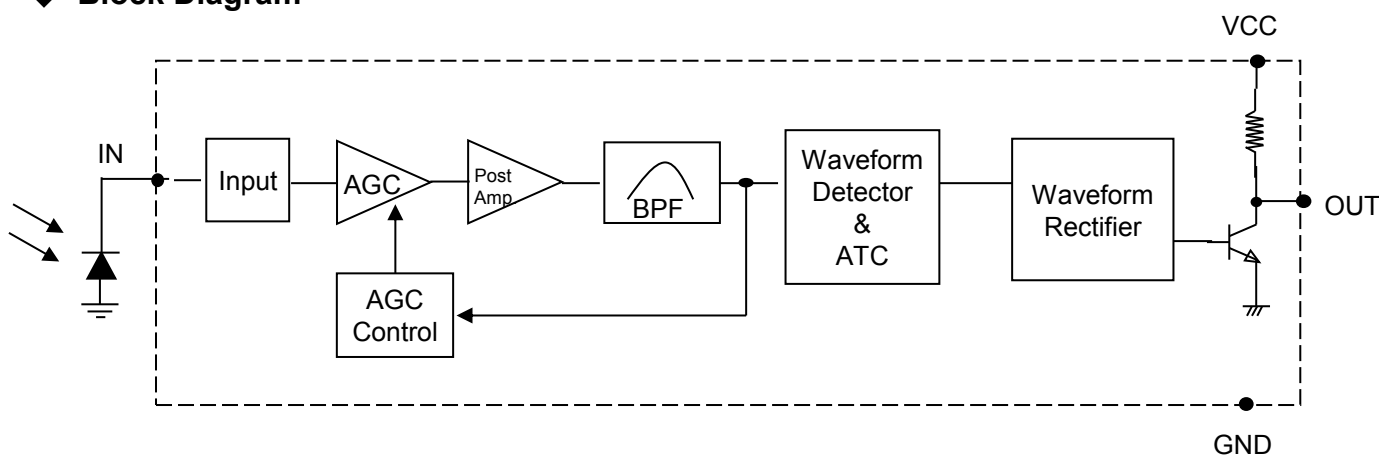 ◆ Block Diagram
VCC
IN
Input
AGC
Post
Amp
BPF
Waveform
Detector
&
ATC
Waveform
Rectifier
OUT
AGC
Control
GND